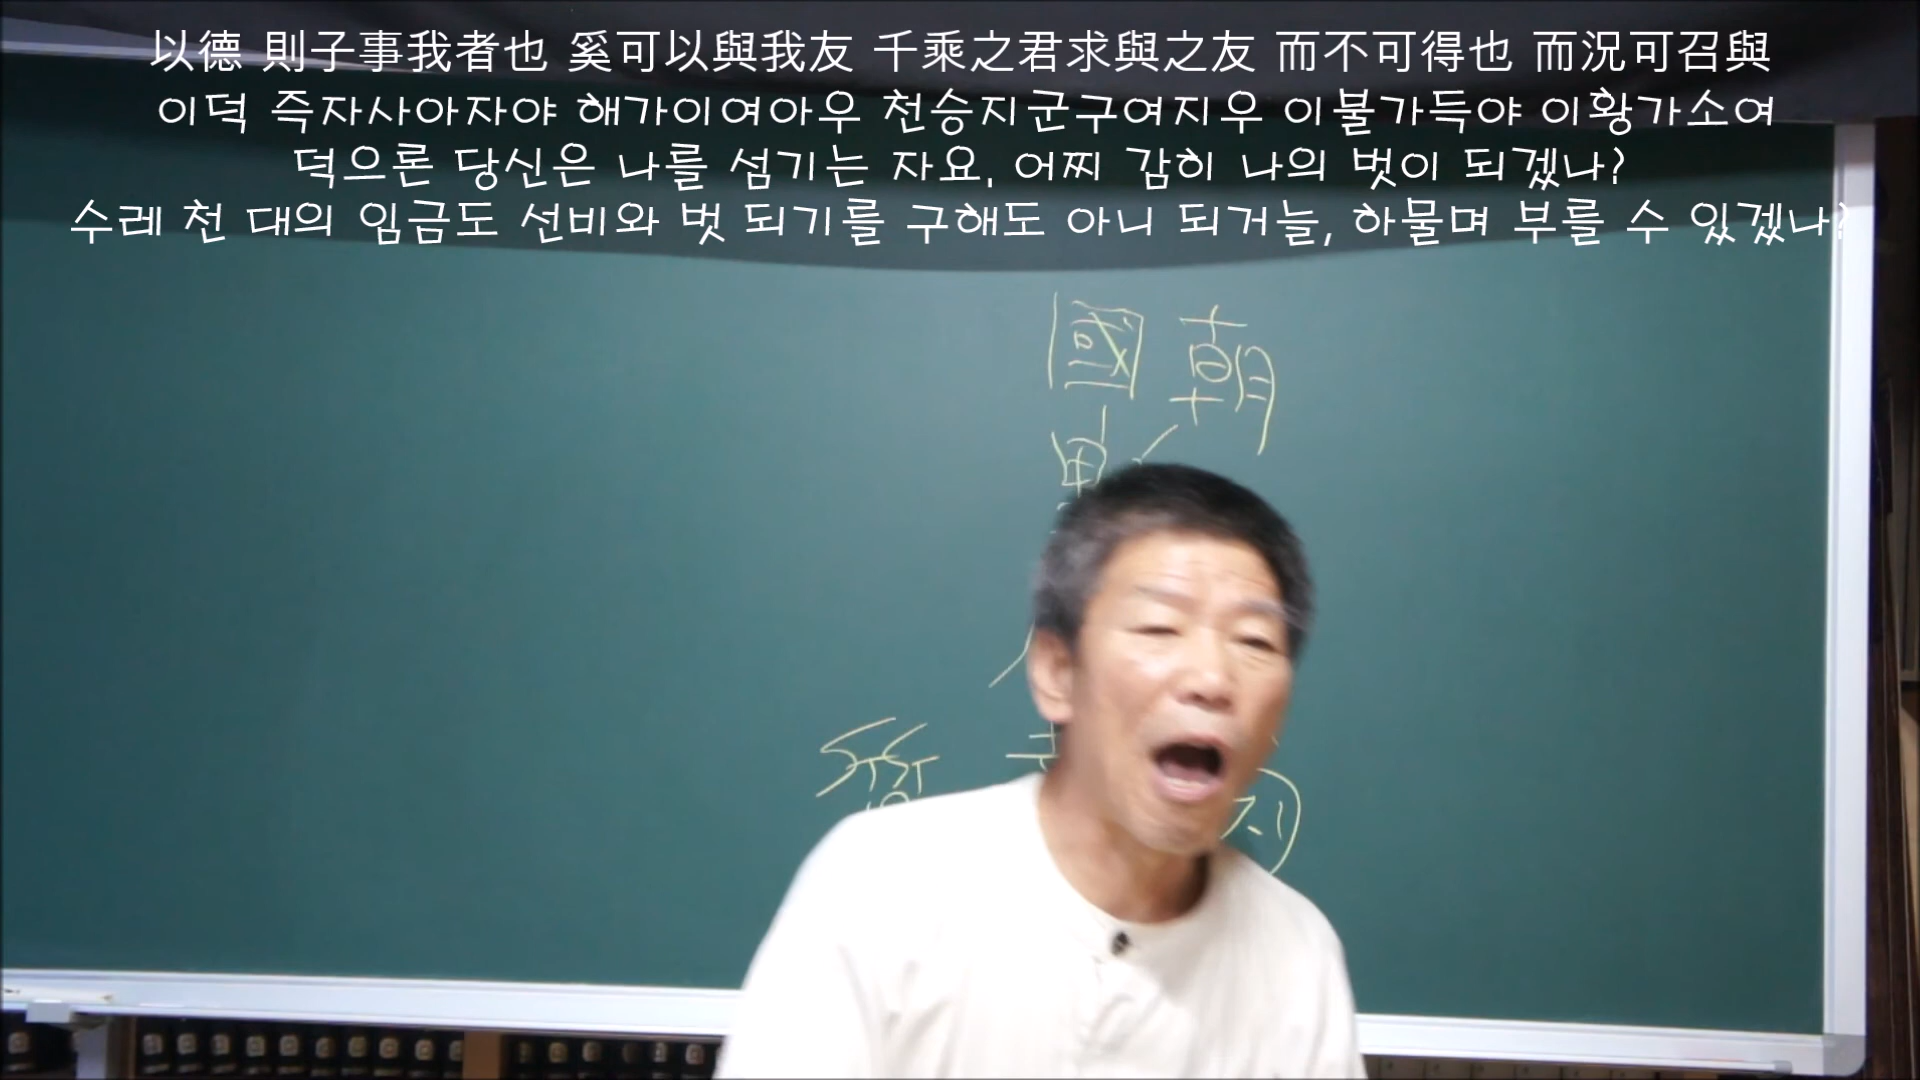 以德 則子事我者也 奚可以與我友 千乘之君求與之友 而不可得也 而況可召與
이덕 즉자사아자야 해가이여아우 천승지군구여지우 이불가득야 이황가소여
덕으론 당신은 나를 섬기는 자요. 어찌 감히 나의 벗이 되겠나?
수레 천 대의 임금도 선비와 벗 되기를 구해도 아니 되거늘, 하물며 부를 수 있겠나?
國 朝